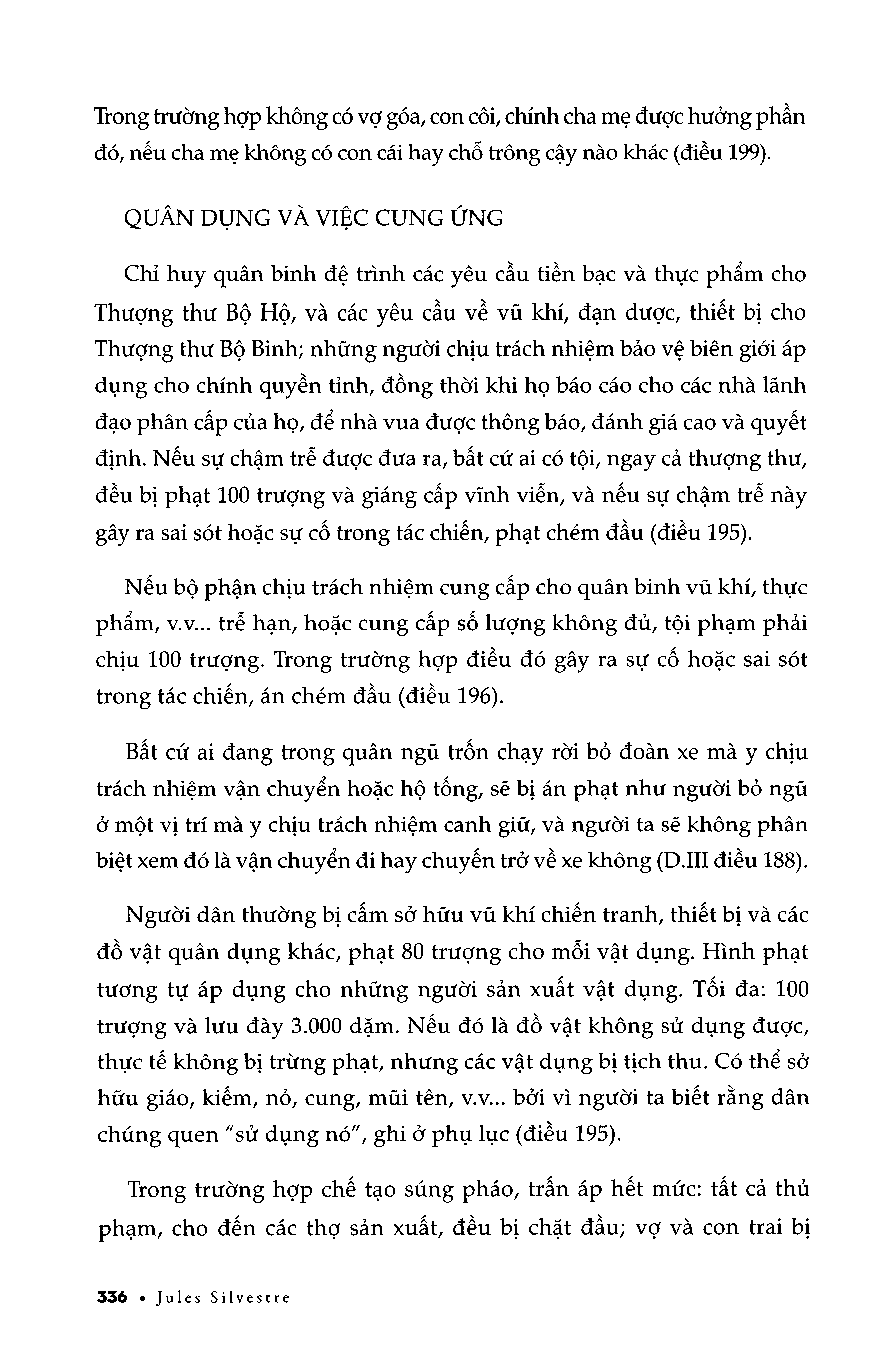 Trong trường hợp không có vợ góa, con côi, chính cha mẹ được hưởng phần
đó, nếu cha mẹ không có con cái hay chỗ trông cậy nào khác (điều 199).
QUÂN DỤNG VÀ VIỆC CUNG ỨNG
Chỉ huy quân binh đệ trình các yêu cầu tiền bạc và thực phẩm cho
Thượng thư Bộ Hộ, và các yêu cầu về vũ khí, đạn dược, thiết bị cho
Thượng thư Bộ Binh; những người chịu trách nhiệm bảo vệ biên giới áp
dụng cho chính quyền tỉnh, đồng thời khi họ báo cáo cho các nhà lãnh
đạo phân cấp của họ, để nhà vua được thông báo, đánh giá cao và quyết
định. Nếu sự chậm trễ được đưa ra, bất cứ ai có tội, ngay cả thượng thư,
đều bị phạt 100 trượng và giáng cấp vĩnh viễn, và nếu sự chậm trễ này
gây ra sai sót hoặc sự cố trong tác chiến, phạt chém đầu (điều 195).
Nếu bộ phận chịu trách nhiệm cung cấp cho quân binh vũ khí, thực
phẩm, v.v... trễ hạn, hoặc cung cấp số lượng không đủ, tội phạm phải
chịu 100 trượng. Trong trường hợp điều đó gây ra sự cố hoặc sai sót
trong tác chiến, án chém đầu (điều 196).
Bất cứ ai đang trong quân ngũ trốn chạy rời bỏ đoàn xe mà y chịu
trách nhiệm vận chuyển hoặc hộ tống, sẽ bị án phạt như người bỏ ngũ
ở một vị trí mà y chịu trách nhiệm canh giữ, và người ta sẽ không phân
biệt xem đó là vận chuyển đi hay chuyến trở về xe không (D.III điều 188).
Người dân thường bị cấm sở hữu vũ khí chiến tranh, thiết bị và các
đồ vật quân dụng khác, phạt 80 trượng cho mỗi vật dụng. Hình phạt
tương tự áp dụng cho những người sản xuất vật dụng. Tối đa: 100
trượng và lưu đày 3.000 dặm. Nếu đó là đồ vật không sử dụng được,
thực tế không bị trừng phạt, nhưng các vật dụng bị tịch thu. Có thể sở
hữu giáo, kiếm, nỏ, cung, mũi tên, v.v... bởi vì người ta biết rằng dân
chúng quen "sử dụng nó", ghi ở phụ lục (điều 195).
Trong trường hợp chế tạo súng pháo, trấn áp hết mức: tất cả thủ
phạm, cho đến các thợ sản xuất, đều bị chặt đầu; vợ và con trai bị
336 • Jules Silvestre